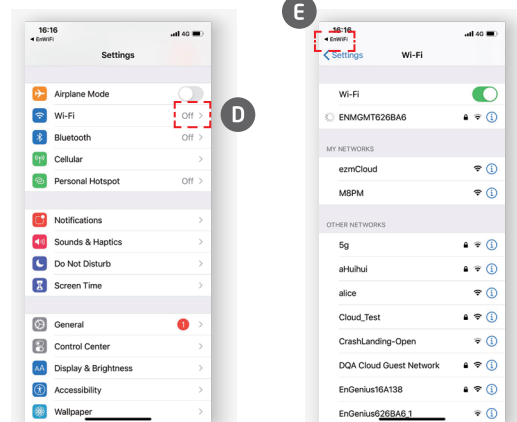 E
16:16
4G
◄ EnWiFi
Settings
Airplane Mode
Wi-Fi Off
D
Bluetooth Off
Cellular
Personal Hotspot Off
Notifications
Sounds & Haptics
Do Not Disturb
Screen Time
General 1
Control Center
AA Display & Brightness
Accessibility
Wallpaper
16:16
4G
◄ EnWiFi
Settings Wi-Fi
Wi-Fi
ENMGMT626BA6
MY NETWORKS
ezmCloud
M8PM
OTHER NETWORKS
5g
aHuihui
alice
Cloud_Test
CrashLanding-Open
DQA Cloud Guest Network
EnGenius16A138
EnGenius626BA6_1